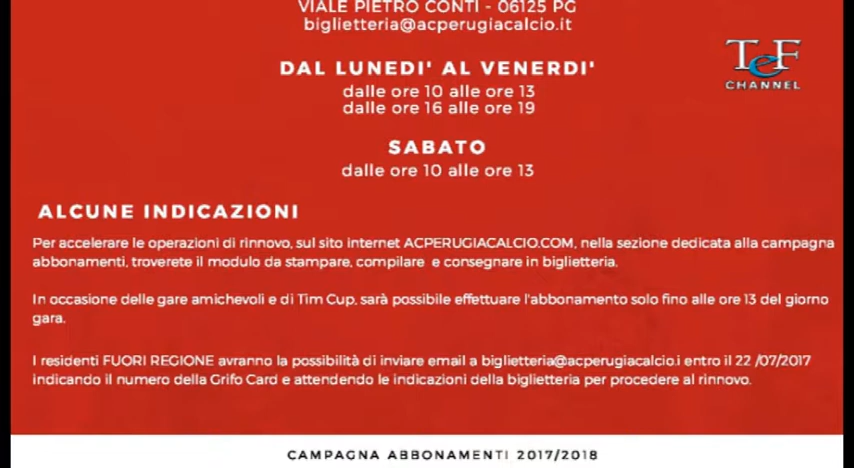 VIALE PIETRO CONTI - 06125 PG
biglietteria@acperugiacalcio.it
DAL LUNEDI' AL VENERDI'
dalle ore 10 alle ore 13
dalle ore 16 alle ore 19
TeF
CHANNEL
SABATO
dalle ore 10 alle ore 13
ALCUNE INDICAZIONI
Per accelerare le operazioni di rinnovo, sul sito internet ACPERUGIACALCIO.COM, nella sezione dedicata alla campagna
abbonamenti, troverete il modulo da stampare, compilare e consegnare in biglietteria.
In occasione delle gare amichevoli e di Tim Cup, sarà possibile effettuare l'abbonamento solo fino alle ore 13 del giorno
gara.
I residenti FUORI REGIONE avranno la possibilità di inviare email a biglietteria@acperugiacalcio.i entro il 22 /07/2017
indicando il numero della Grifo Card e attendendo le indicazioni della biglietteria per procedere al rinnovo.
CAMPAGNA ABBONAMENTI 2017/2018